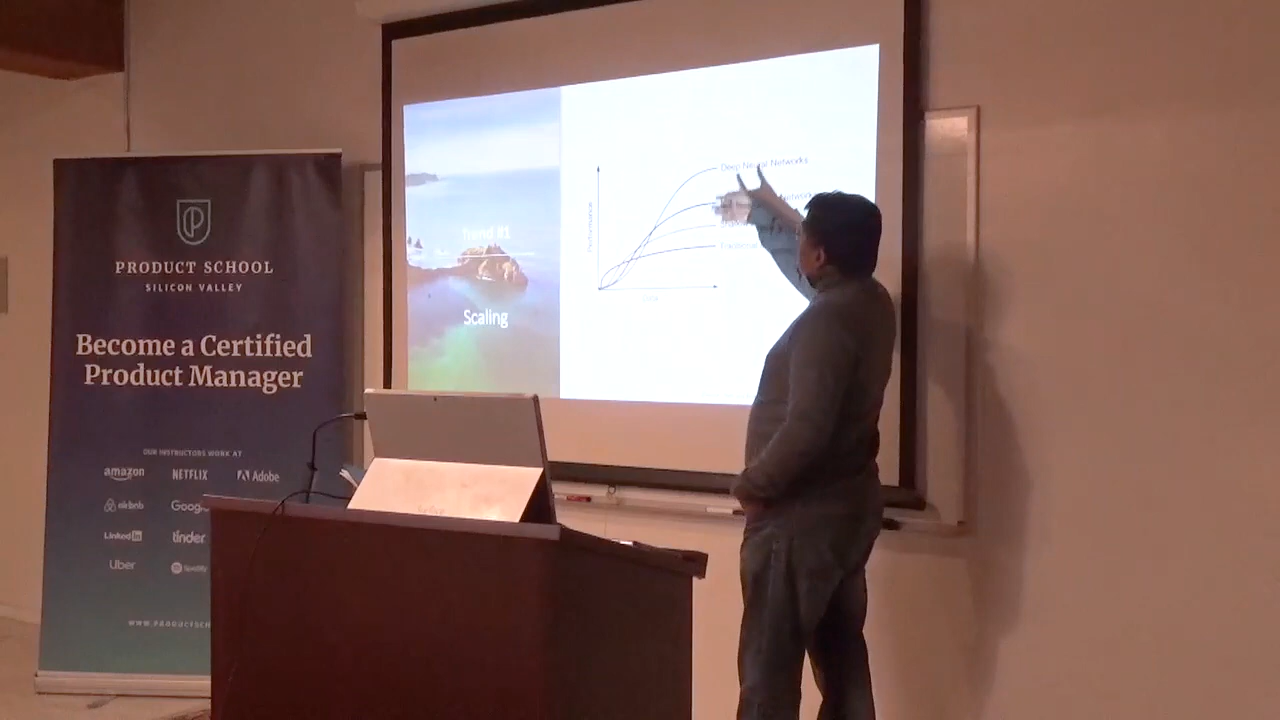 PRODUCT SCHOOL
SILICON VALLEY
Become a Certified
Product Manager
OUR INSTRUCTORS WORK AT
amazon NETFLIX Adobe
airbnb Google
LinkedIn tinder
Uber Spotify
Trend #1
Scaling
Performance
Deep Neural Networks